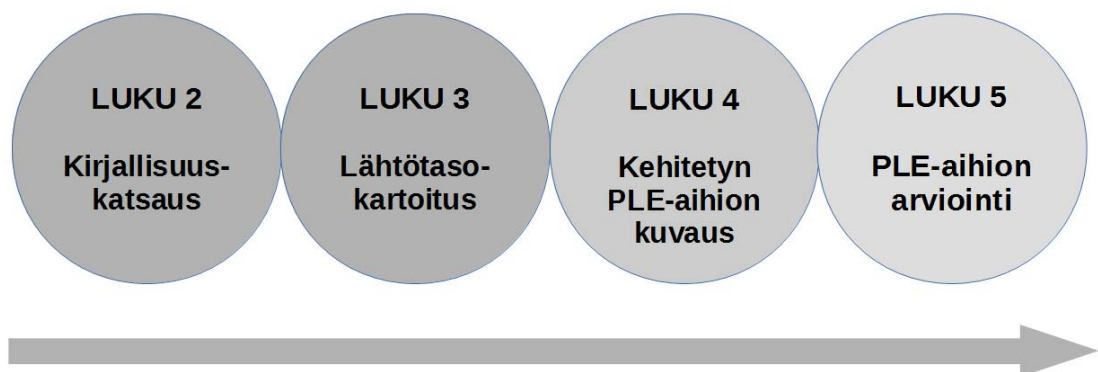 LUKU 2
Kirjallisuus-
katsaus
LUKU 3
Lähtötaso-
kartoitus
LUKU 4
Kehitetyn
PLE-aihion
kuvaus
LUKU 5
PLE-aihion
arviointi